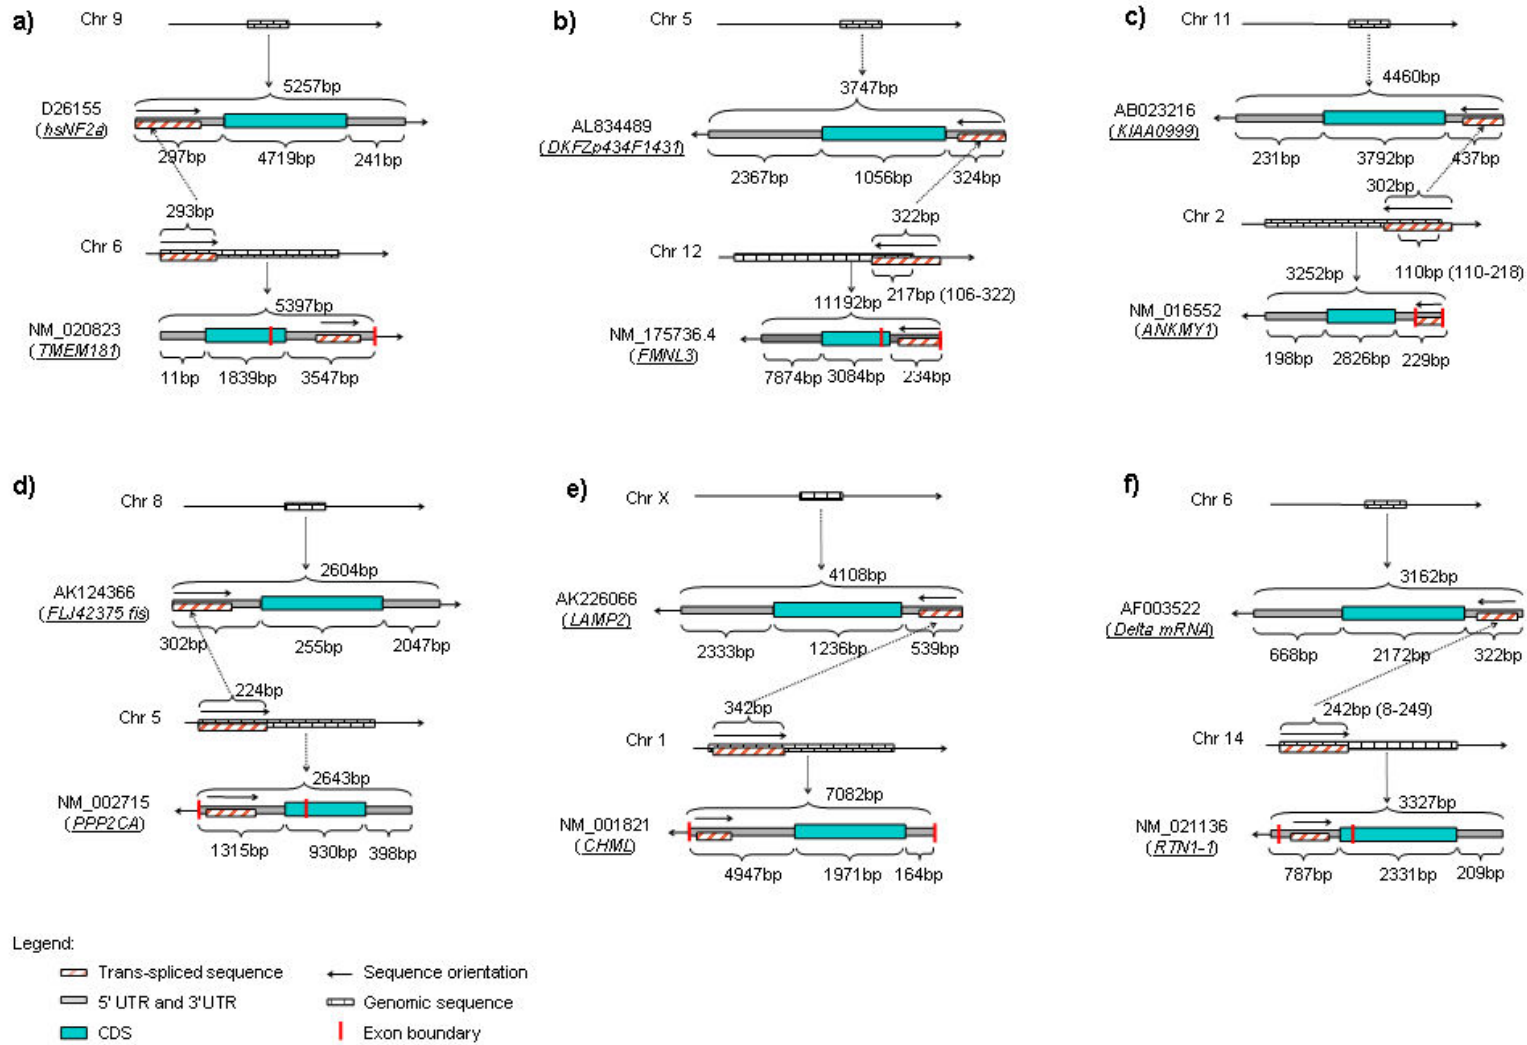 a)
Chr 9
5257bp
D26155
(hsNF2a)
297bp
4719bp
241bp
293bp
Chr 6
5397bp
NM_020823
(TMEM181)
11bp
1839bp
3547bp
b)
Chr 5
3747bp
AL834489
(DKFZp434F1431)
2367bp
1056bp
324bp
322bp
Chr 12
217bp (106-322)
11192bp
NM_175736.4
(FMNL3)
7874bp
3084bp
234bp
c)
Chr 11
4460bp
AB023216
(KIAA0999)
231bp
3792bp
437bp
302bp
Chr 2
110bp (110-218)
3252bp
NM_016552
(ANKMY1)
198bp
2826bp
229bp
d)
Chr 8
2604bp
AK124366
(FLJ42375 fis)
302bp
255bp
2047bp
224bp
Chr 5
2643bp
NM_002715
(PPP2CA)
1315bp
930bp
398bp
e)
Chr X
4108bp
AK226066
(LAMP2)
2333bp
1236bp
539bp
342bp
Chr 1
7082bp
NM_001821
(CHML)
4947bp
1971bp
164bp
f)
Chr 6
3162bp
AF003522
(Delta mRNA)
668bp
2172bp
322bp
242bp (8-249)
Chr 14
3327bp
NM_021136
(RTN1-1)
787bp
2331bp
209bp
Legend:
Trans-spliced sequence
Sequence orientation
5' UTR and 3'UTR
Genomic sequence
CDS
Exon boundary